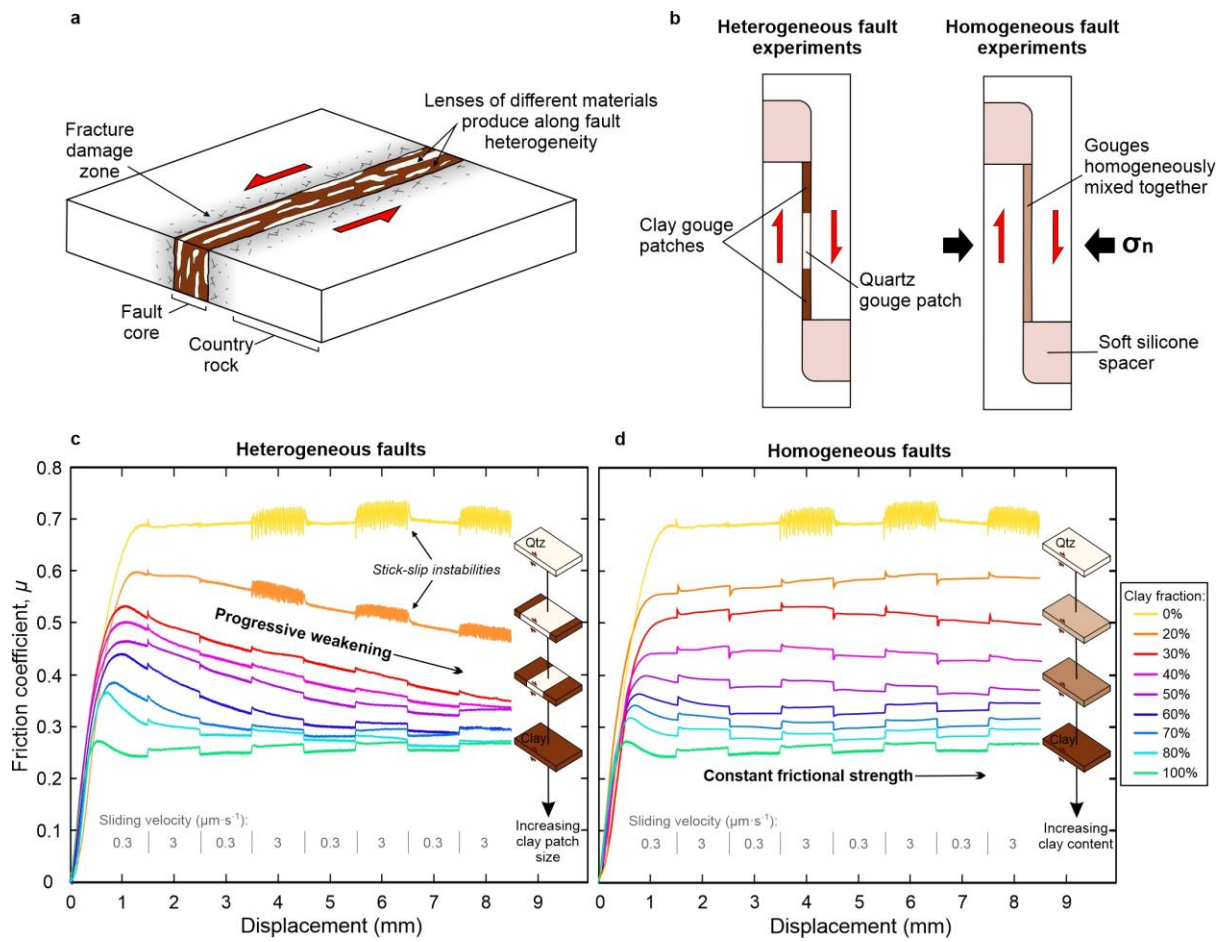 a
Fracture
damage
zone
Lenses of different materials
produce along fault
heterogeneity
Fault
core
Country
rock
b
Heterogeneous fault
experiments
Homogeneous fault
experiments
Clay gouge
patches
Quartz
gouge patch
Gouges
homogeneously
mixed together
σn
Soft silicone
spacer
c
Heterogeneous faults
Friction coefficient, μ
0.8
0.7
0.6
0.5
0.4
0.3
0.2
0.1
0
Stick-slip instabilities
Progressive weakening
Qtz
Clay
Increasing
clay patch
size
Sliding velocity (μm·s⁻¹):
0.3 3 0.3 3 0.3 3 0.3 3
0 1 2 3 4 5 6 7 8 9
Displacement (mm)
d
Homogeneous faults
Qtz
Clay
Constant frictional strength
Increasing
clay content
Sliding velocity (μm·s⁻¹):
0.3 3 0.3 3 0.3 3 0.3 3
0 1 2 3 4 5 6 7 8 9
Displacement (mm)
Clay fraction:
0%
20%
30%
40%
50%
60%
70%
80%
100%